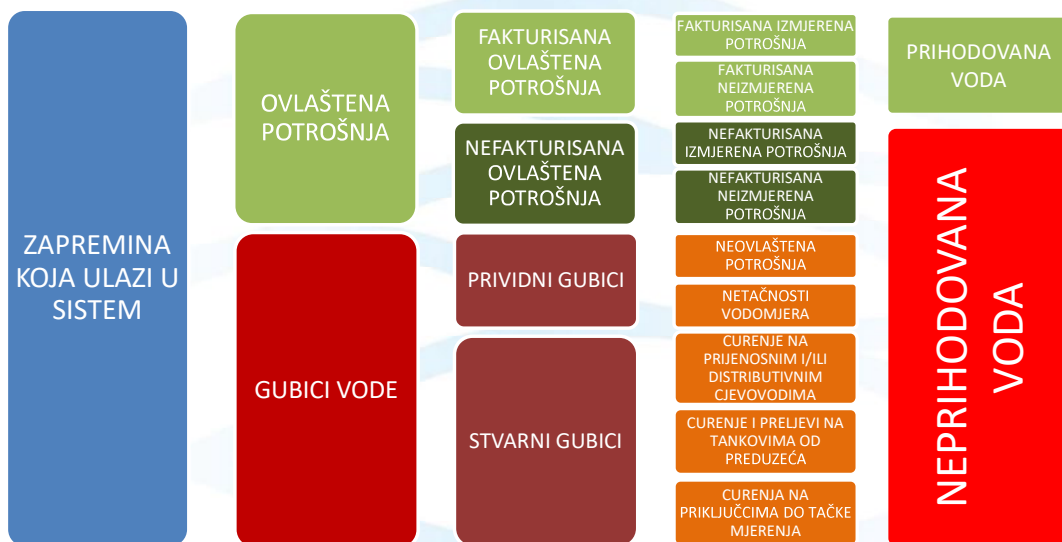 ZAPREMINA
KOJA ULAZI U
SISTEM
OVLAŠTENA
POTROŠNJA
GUBICI VODE
FAKTURISANA
OVLAŠTENA
POTROŠNJA
NEFAKTURISANA
OVLAŠTENA
POTROŠNJA
PRIVIDNI GUBICI
STVARNI GUBICI
FAKTURISANA IZMJERENA
POTROŠNJA
FAKTURISANA
NEIZMJERENA
POTROŠNJA
NEFAKTURISANA
IZMJERENA POTROŠNJA
NEFAKTURISANA
NEIZMJERENA
POTROŠNJA
NEOVLAŠTENA
POTROŠNJA
NETAČNOSTI
VODOMJERA
CURENJE NA
PRIJENOSNIM I/ILI
DISTRIBUTIVNIM
CJEVOVODIMA
CURENJE I PRELJEVI NA
TANKOVIMA OD
PREDUZEĆA
CURENJA NA
PRIKLJUČCIMA DO TAČKE
MJERENJA
PRIHODOVANA
VODA
NEPRIHODOVANA
VODA